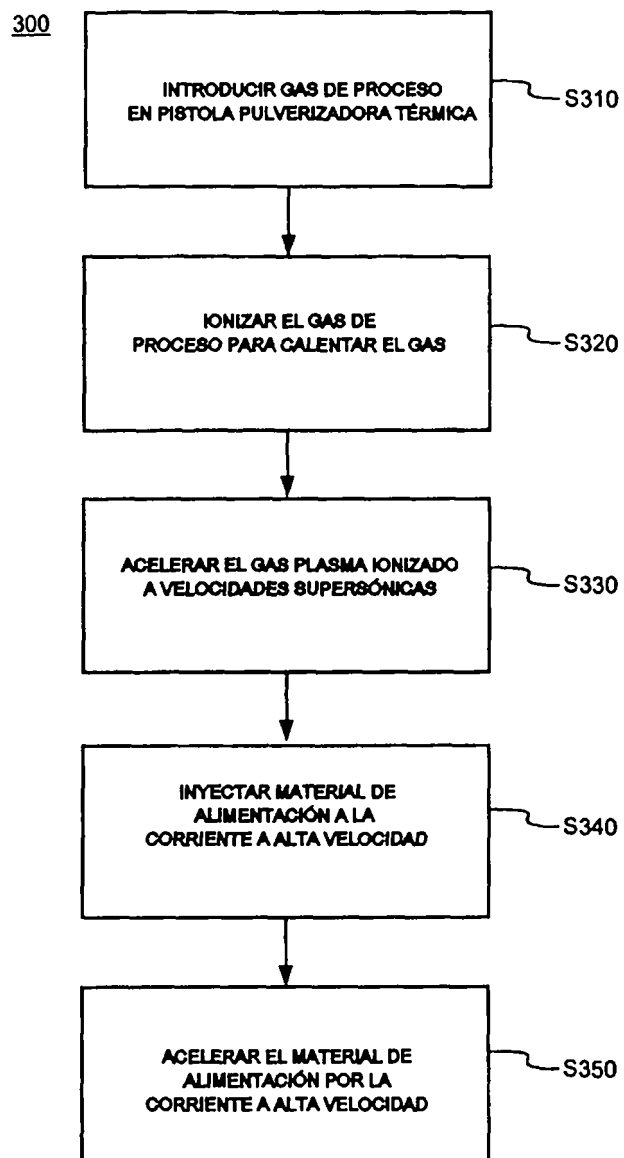 300
INTRODUCIR GAS DE PROCESO
EN PISTOLA PULVERIZADORA TÉRMICA
S310
IONIZAR EL GAS DE
PROCESO PARA CALENTAR EL GAS
S320
ACELERAR EL GAS PLASMA IONIZADO
A VELOCIDADES SUPERSÓNICAS
S330
INYECTAR MATERIAL DE
ALIMENTACIÓN A LA
CORRIENTE A ALTA VELOCIDAD
S340
ACELERAR EL MATERIAL DE
ALIMENTACIÓN POR LA
CORRIENTE A ALTA VELOCIDAD
S350